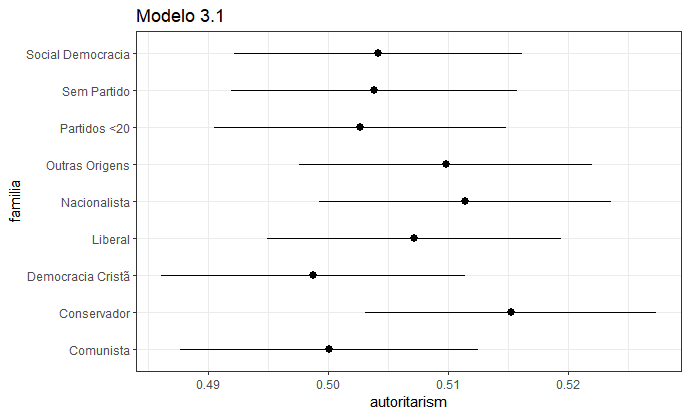 Modelo 3.1
Social Democracia
Sem Partido
Partidos <20
Outras Origens
Nacionalista
Liberal
Democracia Cristã
Conservador
Comunista
familia
0.49 0.50 0.51 0.52
autoritarism